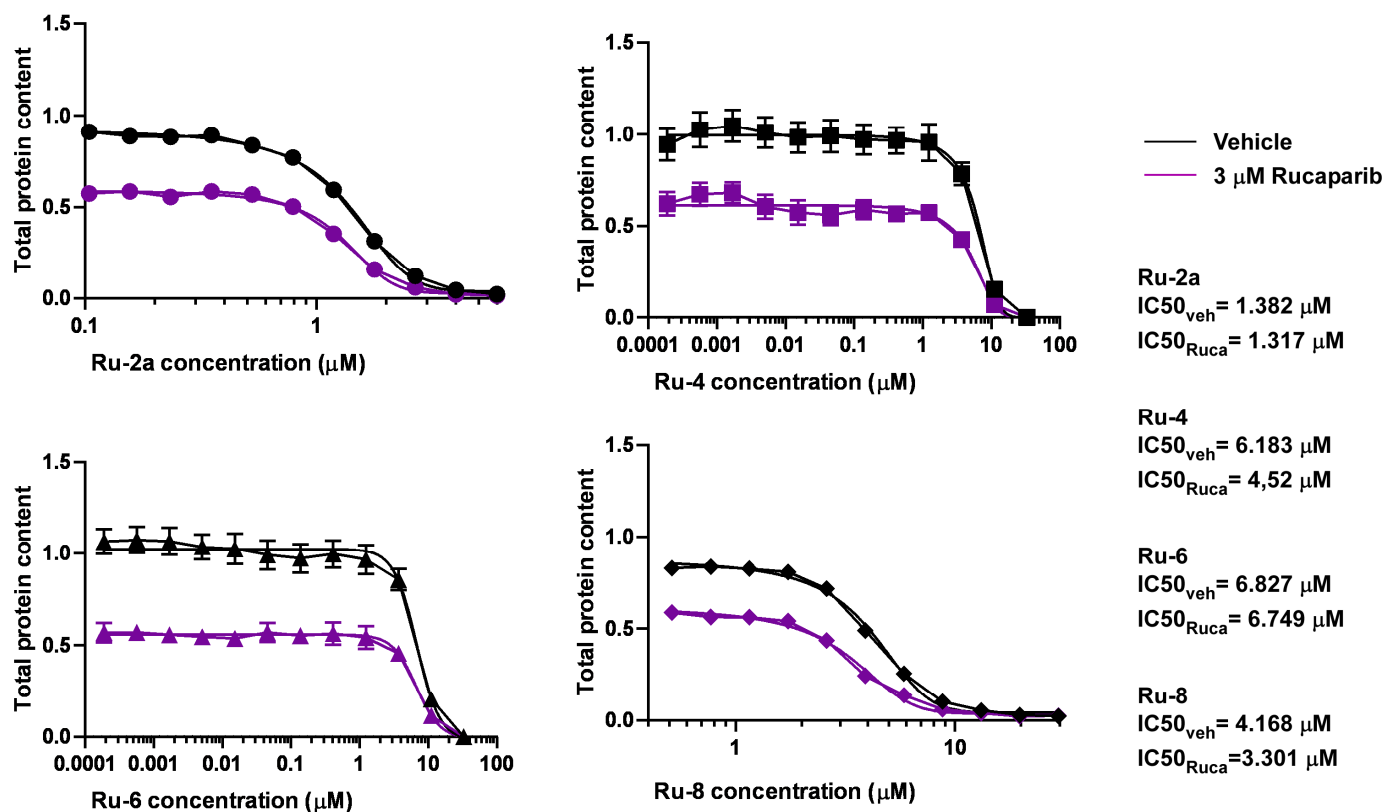 1.5
1.0
0.5
0.0
Total protein content
0.1
1
Ru-2a concentration (μM)
1.5
1.0
0.5
0.0
Total protein content
0.0001
0.001
0.01
0.1
1
10
100
Ru-4 concentration (μM)
Vehicle
3 μM Rucaparib
Ru-2a
IC50veh= 1.382 μM
IC50Ruca= 1.317 μM
Ru-4
IC50veh= 6.183 μM
IC50Ruca= 4,52 μM
Ru-6
IC50veh= 6.827 μM
IC50Ruca= 6.749 μM
Ru-8
IC50veh= 4.168 μM
IC50Ruca=3.301 μM
1.5
1.0
0.5
0.0
Total protein content
0.0001
0.001
0.01
0.1
1
10
100
Ru-6 concentration (μM)
1.5
1.0
0.5
0.0
Total protein content
1
10
Ru-8 concentration (μM)